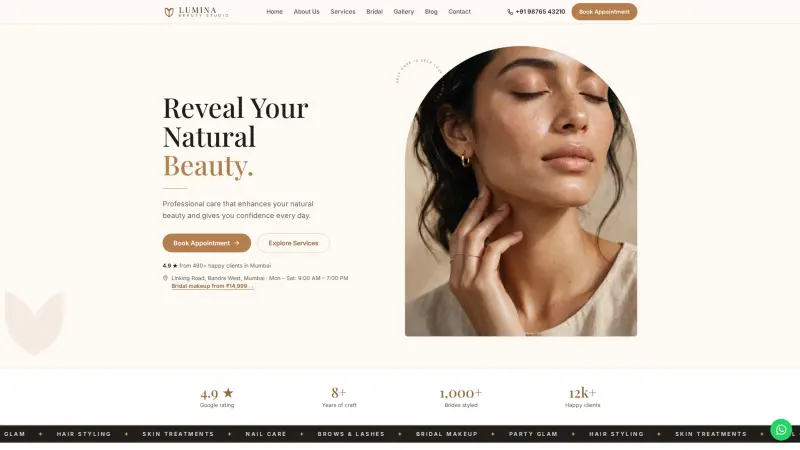 LUMINA
BEAUTY STUDIO
Home
About Us
Services
Bridal
Gallery
Blog
Contact
+91 98765 43210
Book Appointment
SELF CARE IS SELF
Reveal Your
Natural
Beauty.
Professional care that enhances your natural
beauty and gives you confidence every day.
Book Appointment →
Explore Services
4.9 ★ from 490+ happy clients in Mumbai
Linking Road, Bandra West, Mumbai · Mon – Sat: 9:00 AM – 7:00 PM
Bridal makeup from ₹14,999 →
4.9 ★
Google rating
8+
Years of craft
1,000+
Brides styled
12k+
Happy clients
GLAM + HAIR STYLING + SKIN TREATMENTS + NAIL CARE + BROWS & LASHES + BRIDAL MAKEUP + PARTY GLAM + HAIR STYLING + SKIN TREATMENTS +